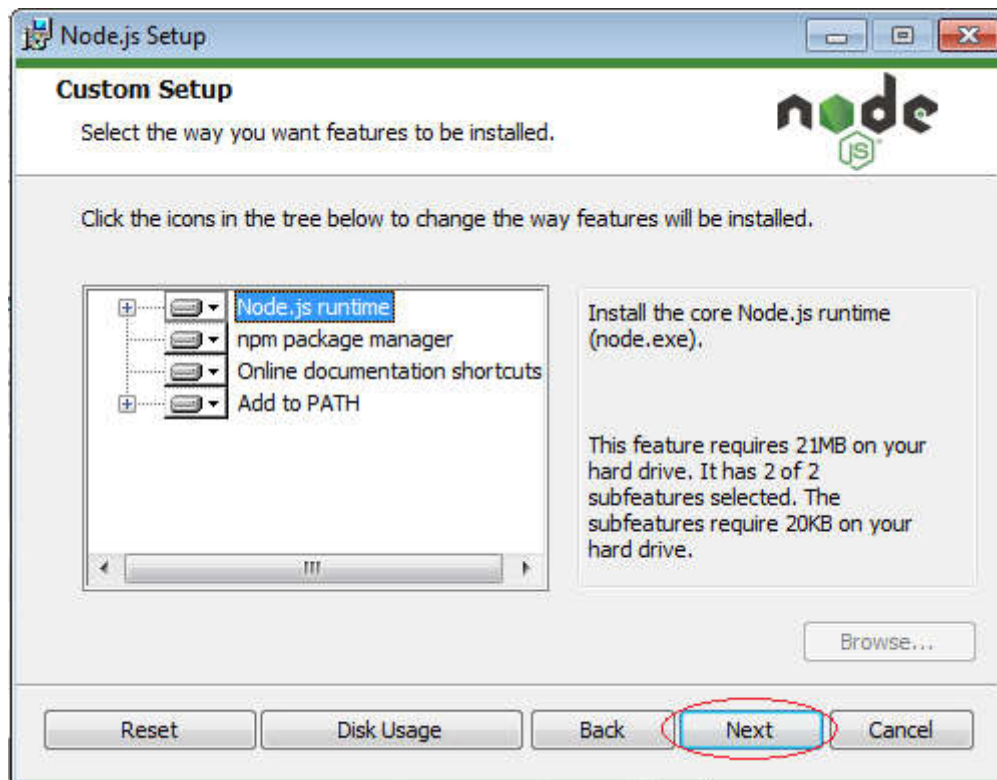 Node.js Setup
Custom Setup
Select the way you want features to be installed.
node
JS
Click the icons in the tree below to change the way features will be installed.
Node.js runtime
npm package manager
Online documentation shortcuts
Add to PATH
Install the core Node.js runtime
(node.exe).
This feature requires 21MB on your
hard drive. It has 2 of 2
subfeatures selected. The
subfeatures require 20KB on your
hard drive.
Browse...
Reset
Disk Usage
Back
Next
Cancel